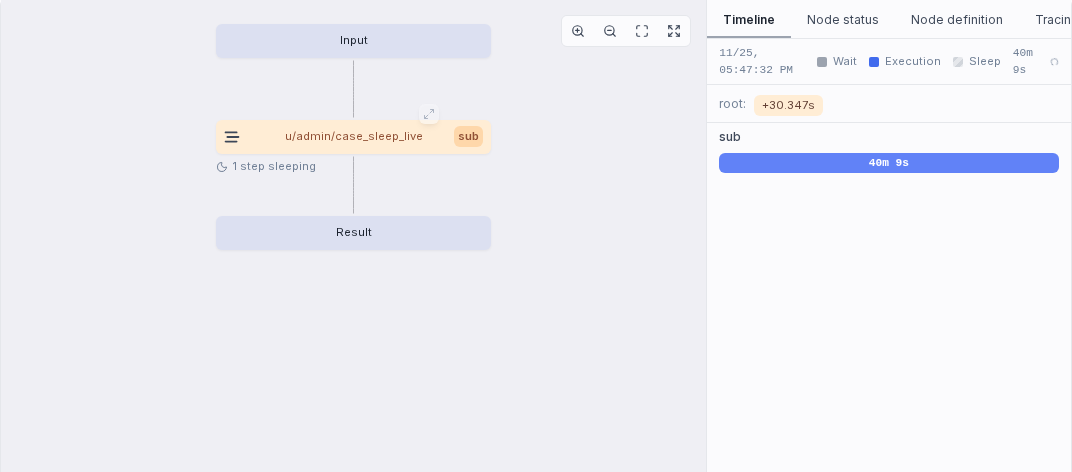 Input
u/admin/case_sleep_live
sub
1 step sleeping
Result
Timeline Node status Node definition Tracin
11/25, 05:47:32 PM
Wait Execution Sleep
40m 9s
root: +30.347s
sub
40m 9s